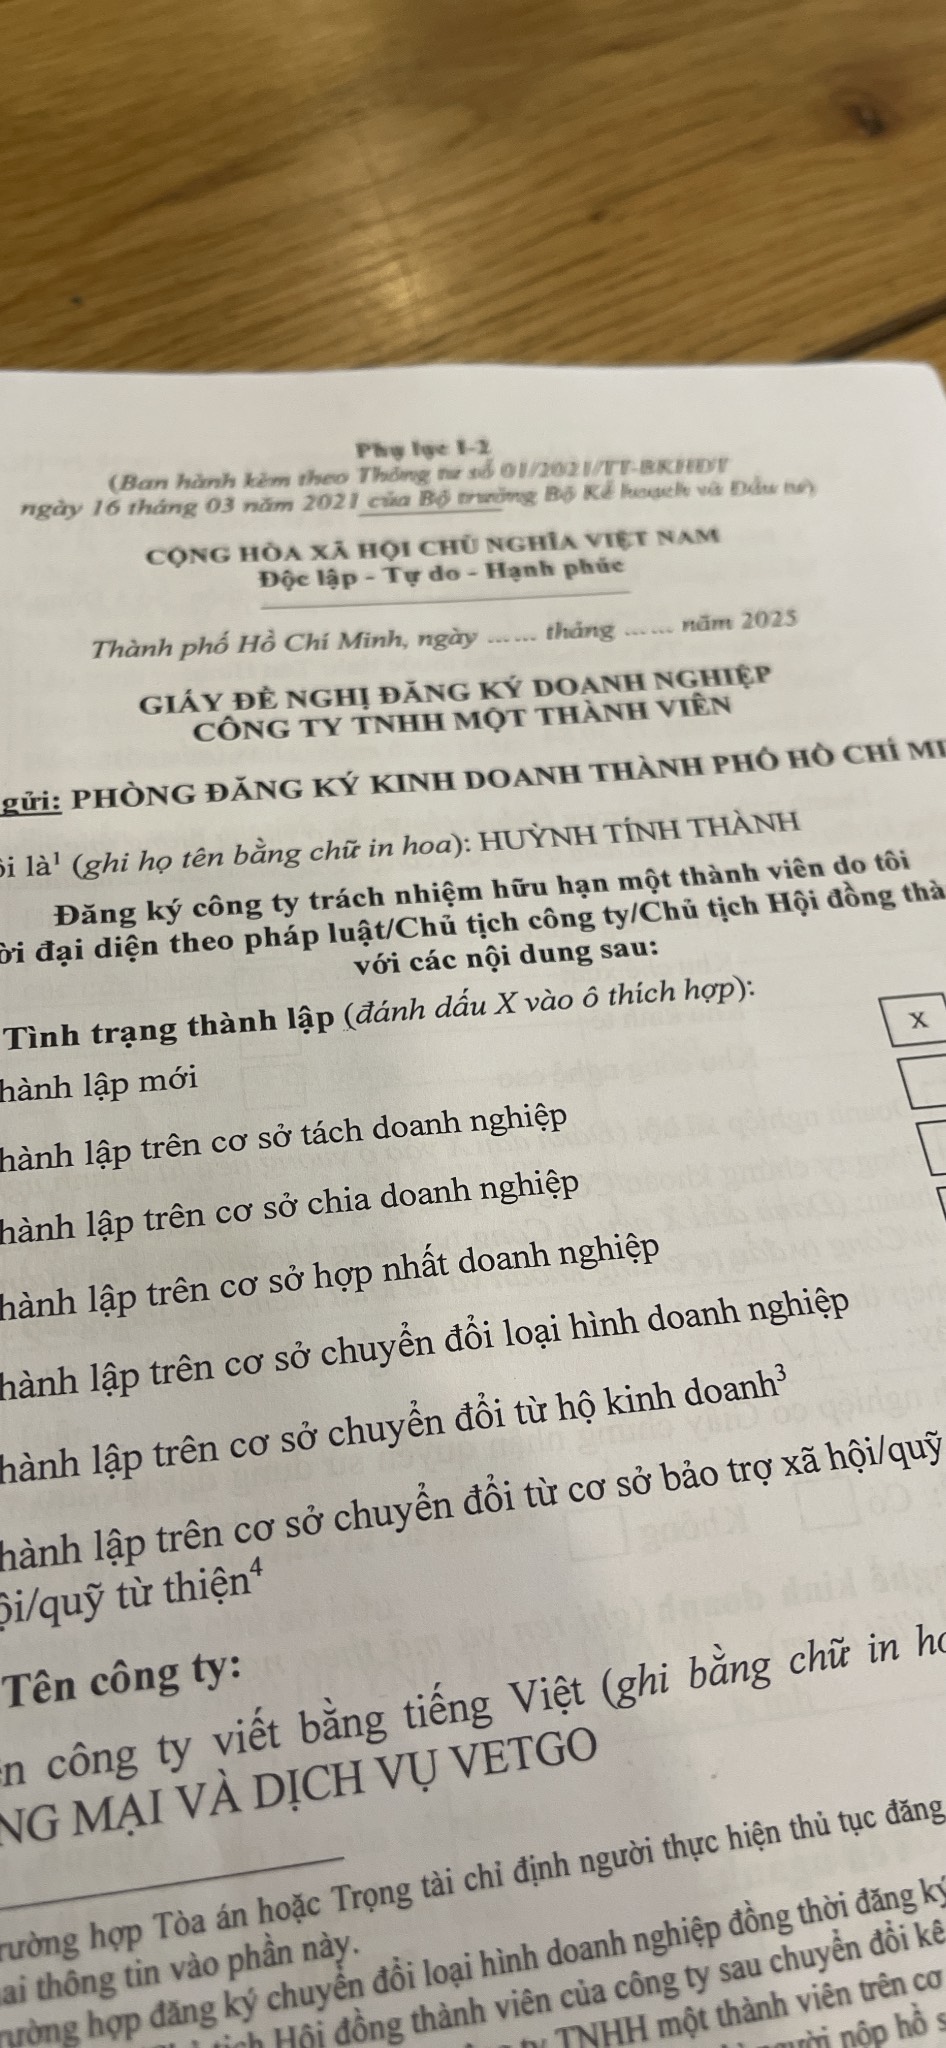 Phụ lục I-2
(Ban hành kèm theo Thông tư số 01/2021/TT-BKHĐT
ngày 16 tháng 03 năm 2021 của Bộ trưởng Bộ Kế hoạch và Đầu tư)
CỘNG HÒA XÃ HỘI CHỦ NGHĨA VIỆT NAM
Độc lập - Tự do - Hạnh phúc
Thành phố Hồ Chí Minh, ngày ...... tháng ...... năm 2025
GIẤY ĐỀ NGHỊ ĐĂNG KÝ DOANH NGHIỆP
CÔNG TY TNHH MỘT THÀNH VIÊN
gửi: PHÒNG ĐĂNG KÝ KINH DOANH THÀNH PHỐ HỒ CHÍ MI
ôi là¹ (ghi họ tên bằng chữ in hoa): HUỲNH TÍNH THÀNH
Đăng ký công ty trách nhiệm hữu hạn một thành viên do tôi
ời đại diện theo pháp luật/Chủ tịch công ty/Chủ tịch Hội đồng thà
với các nội dung sau:
Tình trạng thành lập (đánh dấu X vào ô thích hợp):
hành lập mới X
hành lập trên cơ sở tách doanh nghiệp
hành lập trên cơ sở chia doanh nghiệp
hành lập trên cơ sở hợp nhất doanh nghiệp
hành lập trên cơ sở chuyển đổi loại hình doanh nghiệp
hành lập trên cơ sở chuyển đổi từ hộ kinh doanh³
hành lập trên cơ sở chuyển đổi từ cơ sở bảo trợ xã hội/quỹ
ội/quỹ từ thiện⁴
Tên công ty:
ên công ty viết bằng tiếng Việt (ghi bằng chữ in ho
NG MẠI VÀ DỊCH VỤ VETGO
rường hợp Tòa án hoặc Trọng tài chỉ định người thực hiện thủ tục đăng
ai thông tin vào phần này.
rường hợp đăng ký chuyển đổi loại hình doanh nghiệp đồng thời đăng ký
tịch Hội đồng thành viên của công ty sau chuyển đổi kê
ty TNHH một thành viên trên cơ
người nộp hồ s